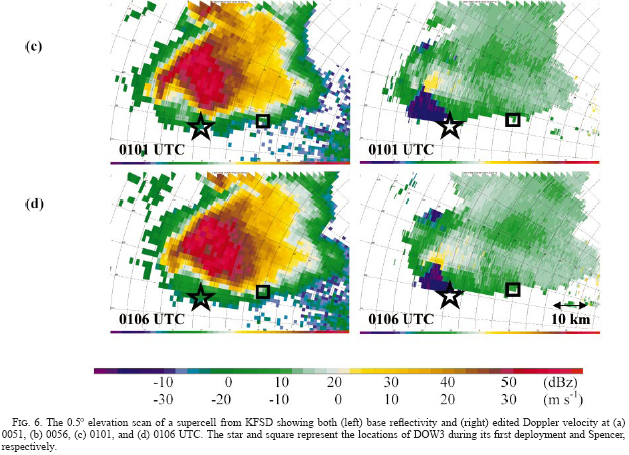 (c)
0101 UTC
0101 UTC
(d)
0106 UTC
0106 UTC
10 km
-10 0 10 20 30 40 50 (dBz)
-30 -20 -10 0 10 20 30 (m s⁻¹)
FIG. 6. The 0.5° elevation scan of a supercell from KFSD showing both (left) base reflectivity and (right) edited Doppler velocity at (a)
0051, (b) 0056, (c) 0101, and (d) 0106 UTC. The star and square represent the locations of DOW3 during its first deployment and Spencer,
respectively.